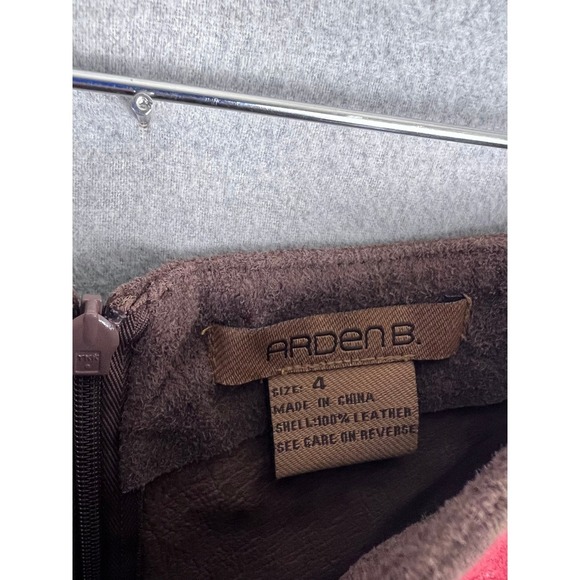 ARDEN B.
SIZE: 4
MADE IN CHINA
SHELL:100% LEATHER
SEE CARE ON REVERSE